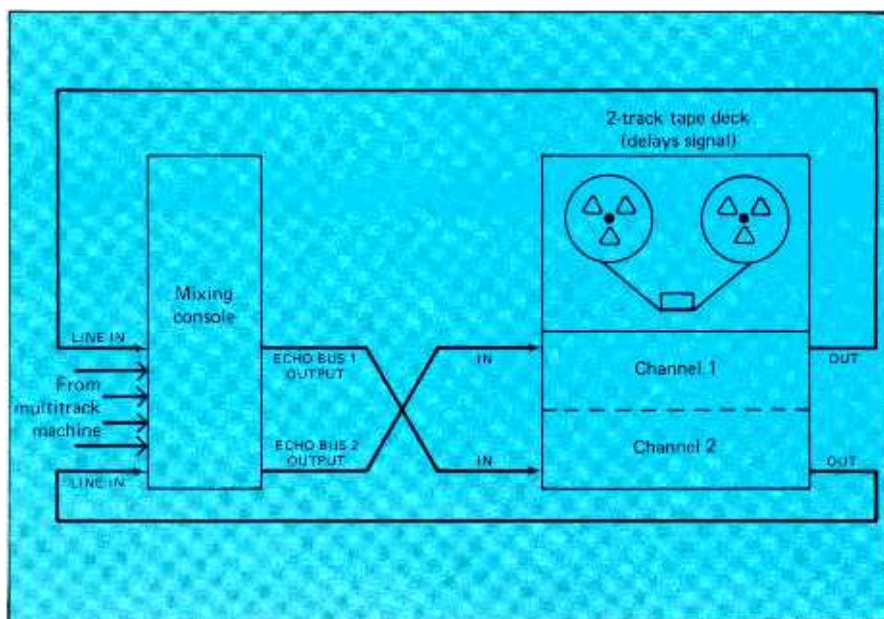 2-track tape deck
(delays signal)
Mixing
console
LINE IN
From
multitrack
machine
LINE IN
ECHO BUS 1
OUTPUT
ECHO BUS 2
OUTPUT
IN
IN
Channel 1
Channel 2
OUT
OUT